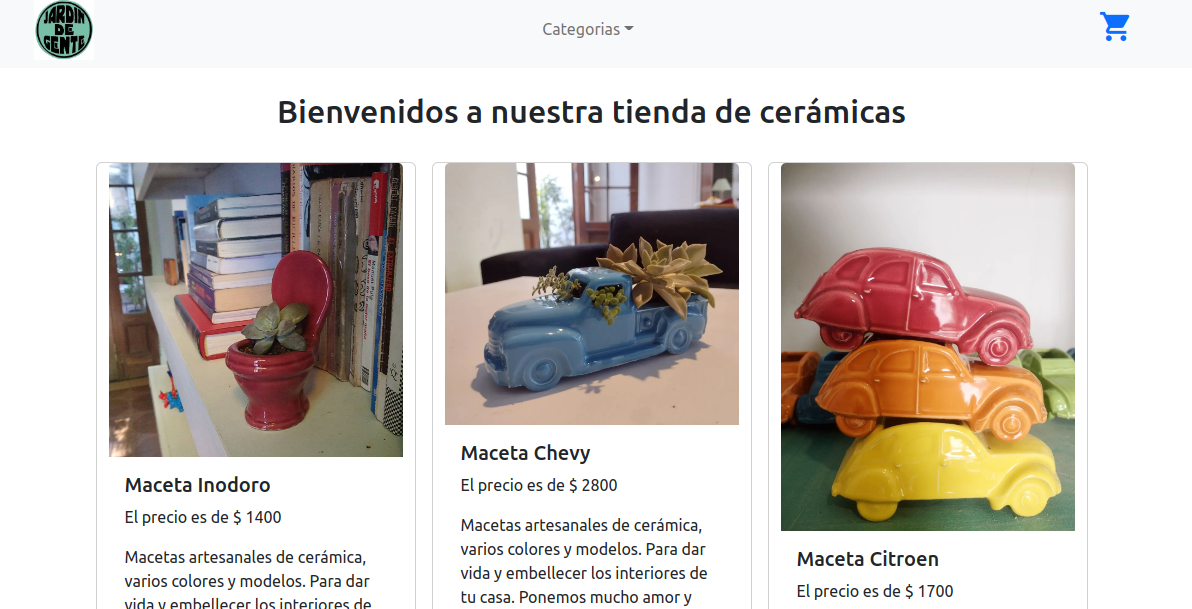 JARDIN
DE
GENTE
Categorias
Bienvenidos a nuestra tienda de cerámicas
Maceta Inodoro
El precio es de $ 1400
Macetas artesanales de cerámica,
varios colores y modelos. Para dar
vida y embellecer los interiores de
Maceta Chevy
El precio es de $ 2800
Macetas artesanales de cerámica,
varios colores y modelos. Para dar
vida y embellecer los interiores de
tu casa. Ponemos mucho amor y
Maceta Citroen
El precio es de $ 1700